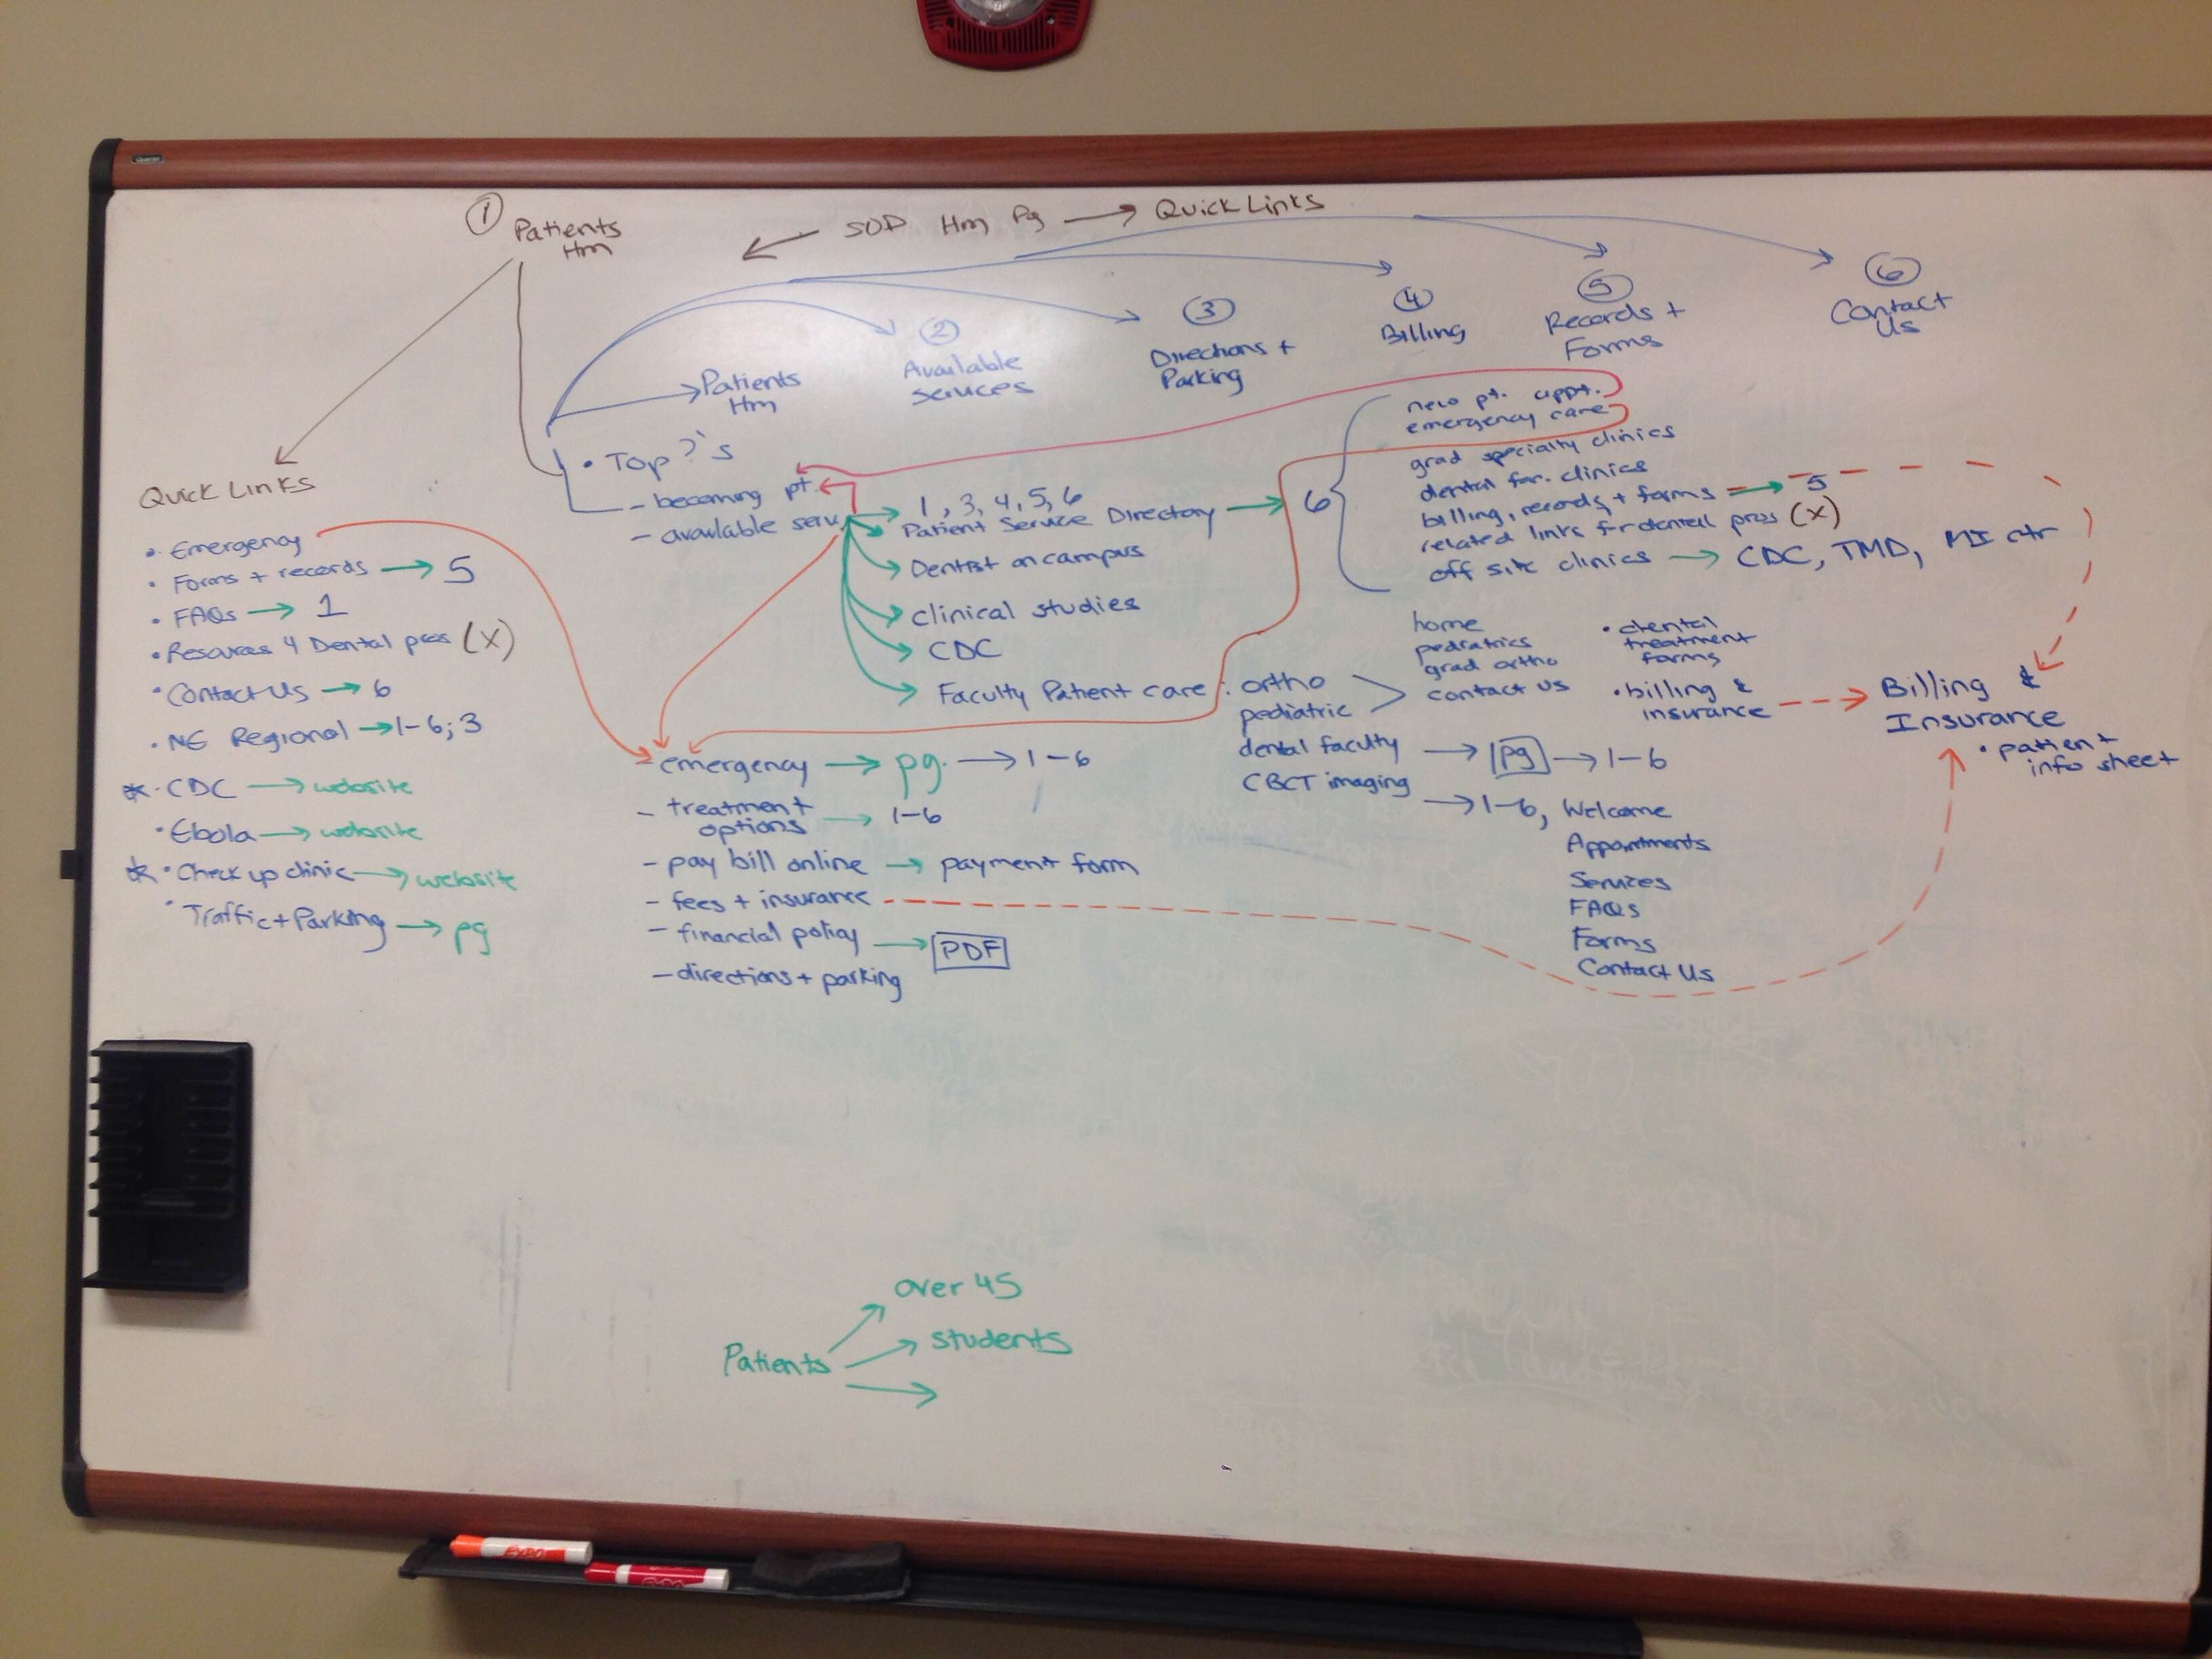 ① Patients Hm
SOD Hm Pg → Quick Links
Patients Hm
② Available services
③ Directions + Parking
④ Billing
⑤ Records + Forms
⑥ Contact Us
Quick Links
• Emergency
• Forms + records → 5
• FAQs → 1
• Resources 4 Dental pros (X)
• Contact Us → 6
• NE Regional → 1-6; 3
* • CDC → website
• Ebola → website
* • Check up clinic → website
• Traffic + Parking → pg
• Top ?'s
- becoming pt.
- available serv.
→ 1, 3, 4, 5, 6
Patient Service Directory → 6
Dentist on campus
clinical studies
CDC
Faculty Patient care : ortho
pediatric
dental faculty → pg → 1-6
CBCT imaging → 1-6, Welcome
Appointments
Services
FAQs
Forms
Contact Us
new pt. appt.
emergency care
grad specialty clinics
dental fac. clinics
billing, records, + forms → 5
related links for dental pros (X)
off site clinics → CDC, TMD,
home
pediatrics
grad ortho
contact us
• dental
treatment
forms
• billing &
insurance
Billing &
Insurance
• patient
info sheet
- emergency → pg. → 1-6
- treatment
options → 1-6
- pay bill online → payment form
- fees + insurance
- financial policy → PDF
- directions + parking
Patients
over 45
students
EXPO